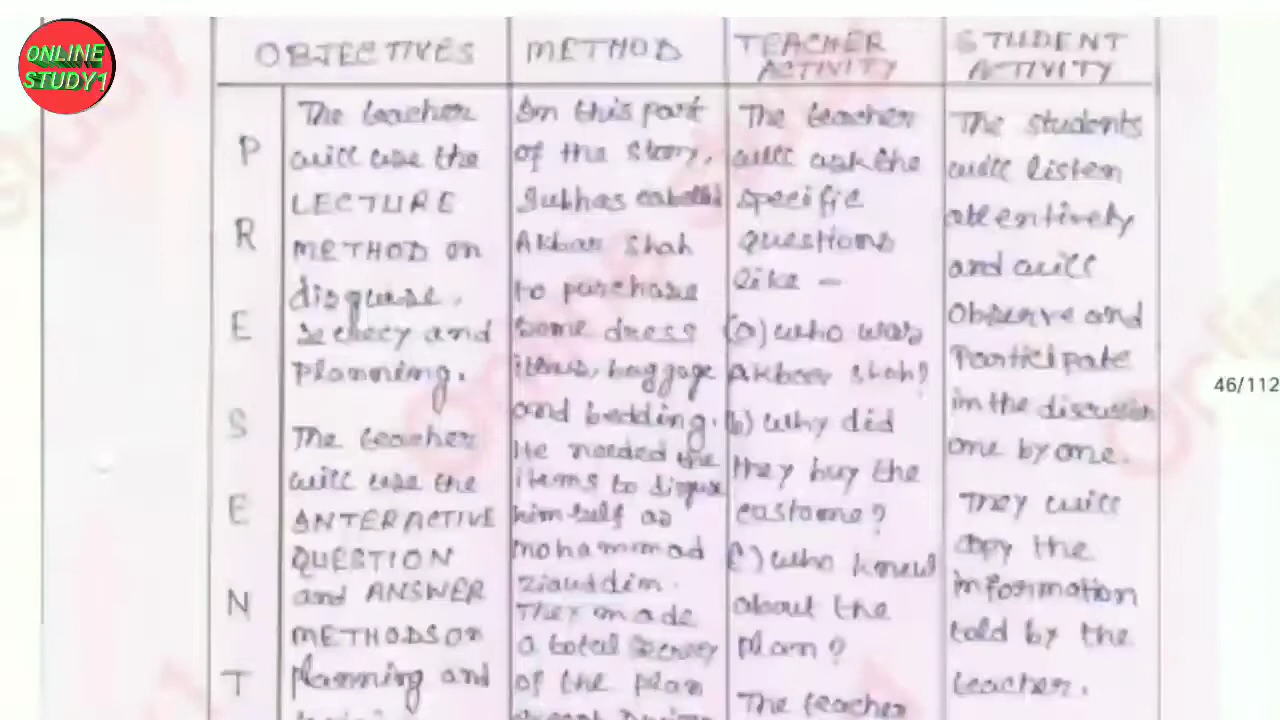 ONLINE
STUDY1
OBJECTIVES
METHOD
TEACHER
ACTIVITY
STUDENT
ACTIVITY
P
R
E
S
E
N
T
The teacher
will use the
LECTURE
METHOD on
disguise,
secrecy and
planning.
The teacher
will use the
INTERACTIVE
QUESTION
and ANSWER
METHODS on
planning and
In this part
of the story,
Subhas
Akbar Shah
to purchase
some dress
items, baggage
and bedding.
He needed the
items to
himself as
mohammad
ziauddin.
They made
a total
of the plan
The teacher
will ask the
specific
questions
like –
(a) who was
Akbar Shah?
(b) why did
they buy the
costome?
(c) who knew
about the
plan?
The teacher
The students
will listen
attentively
and will
observe and
participate
in the discussion
one by one.
They will
copy the
information
told by the
teacher.
46/112